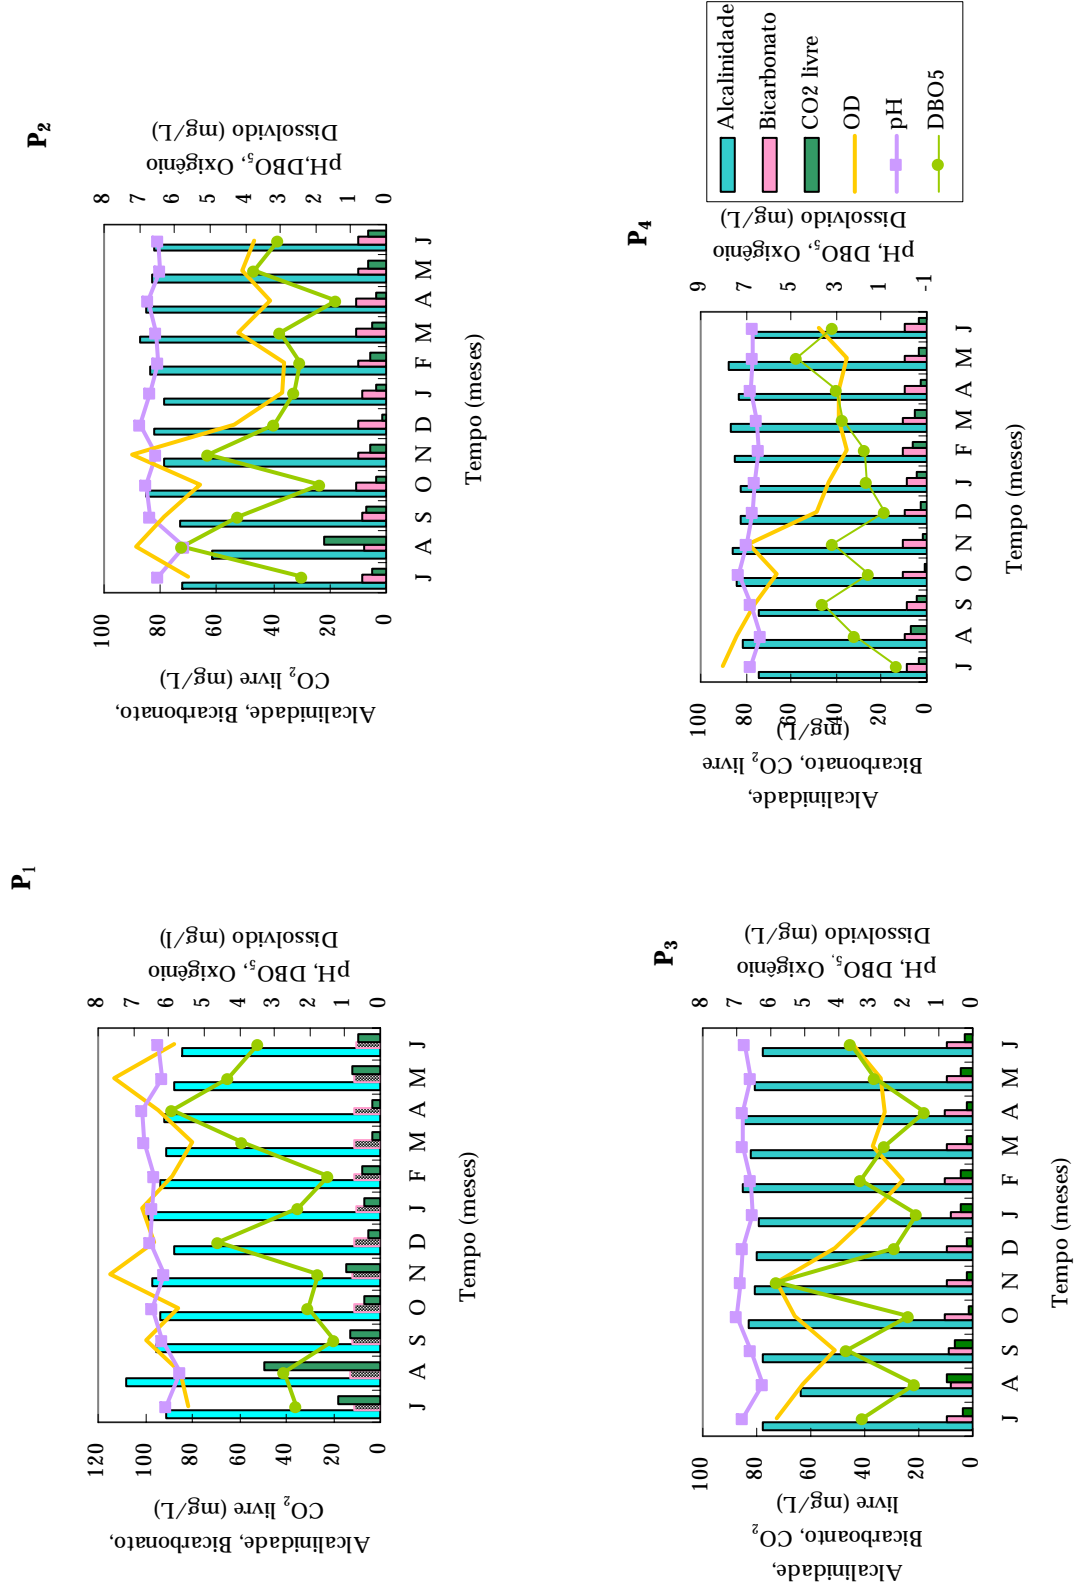 P1
Alcalinidade, Bicarbonato,
CO2 livre (mg/L)
120
100
80
60
40
20
0
J A S O N D J F M A M J
Tempo (meses)
8
7
6
5
4
3
2
1
0
pH, DBO5, Oxigênio
Dissolvido (mg/l)
P2
Alcalinidade, Bicarbonato,
CO2 livre (mg/L)
100
80
60
40
20
0
J A S O N D J F M A M J
Tempo (meses)
8
7
6
5
4
3
2
1
0
pH,DBO5, Oxigênio
Dissolvido (mg/L)
P3
Alcalinidade,
Bicarboanto, CO2
livre (mg/L)
100
80
60
40
20
0
J A S O N D J F M A M J
Tempo (meses)
8
7
6
5
4
3
2
1
0
pH, DBO5, Oxigênio
Dissolvido (mg/L)
P4
Alcalinidade,
Bicarbonato, CO2 livre
(mg/L)
100
80
60
40
20
0
J A S O N D J F M A M J
Tempo (meses)
9
7
5
3
1
-1
pH, DBO5, Oxigênio
Dissolvido (mg/L)
Alcalinidade
Bicarbonato
CO2 livre
OD
pH
DBO5